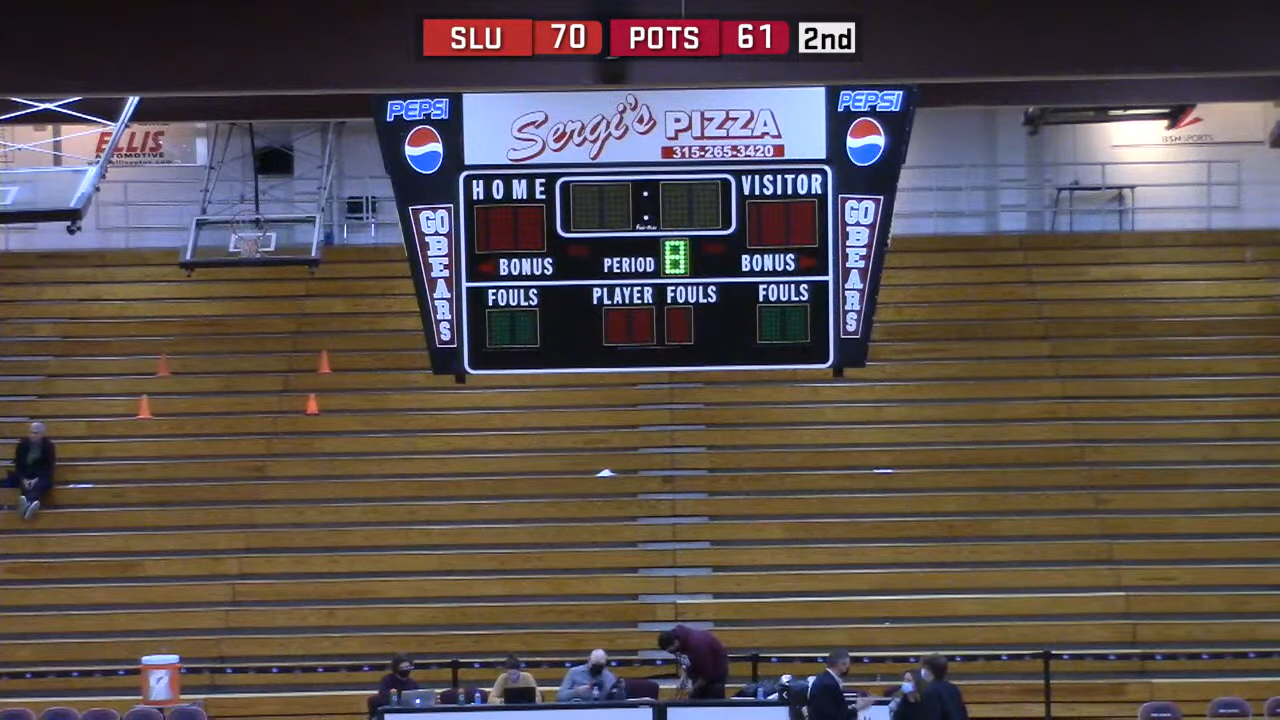 SLU 70 POTS 61 2nd
PEPSI
Sergi's PIZZA
315-265-3420
PEPSI
ELLIS
AUTOMOTIVE
BSN SPORTS
HOME
VISITOR
GO BEARS
GO BEARS
BONUS
PERIOD 8
BONUS
FOULS
PLAYER FOULS
FOULS